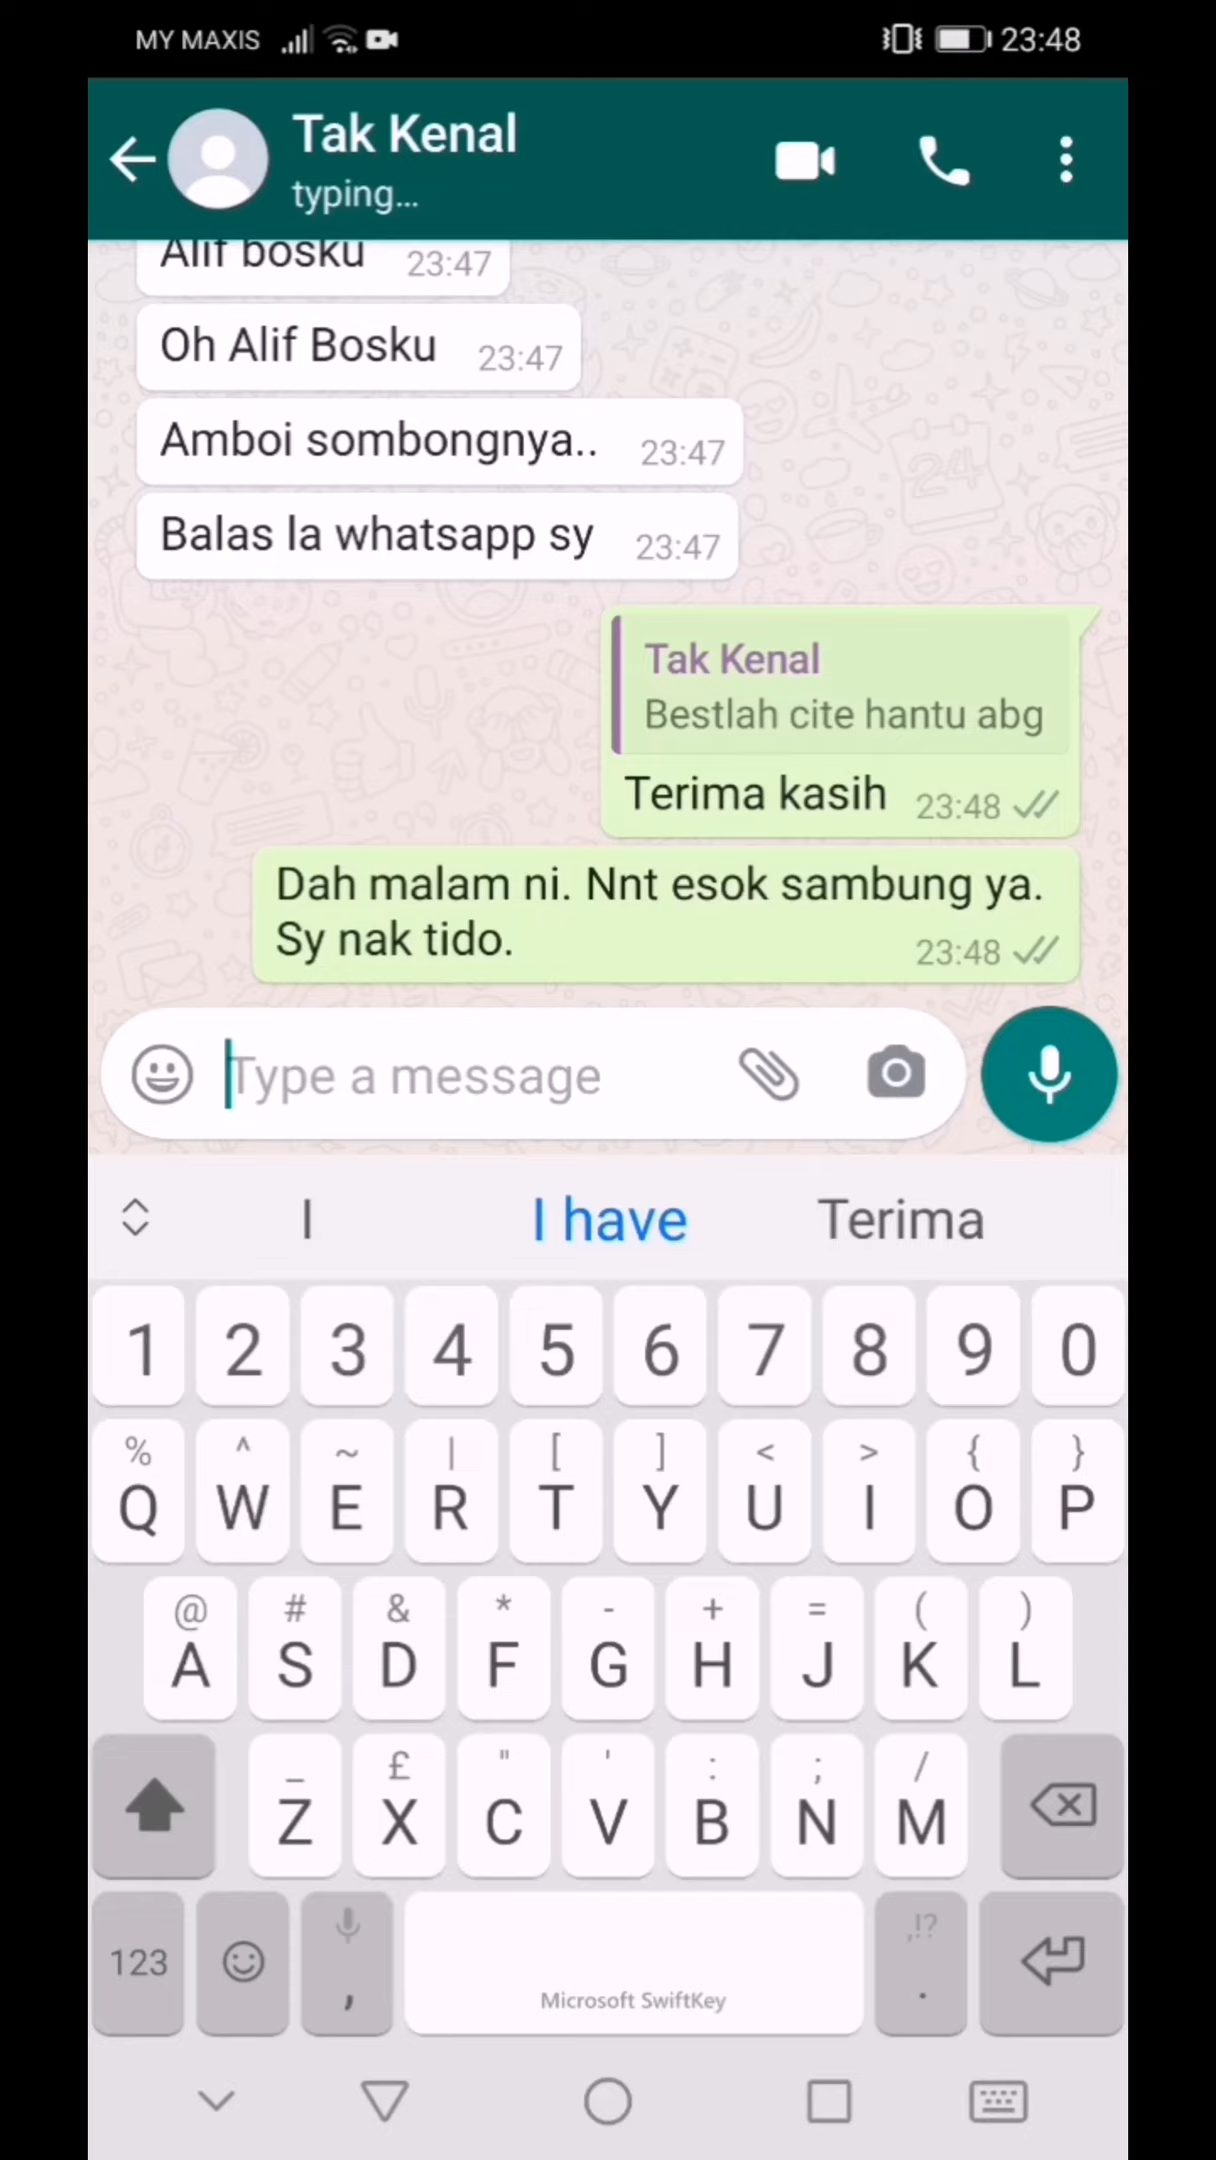 MY MAXIS 23:48
Tak Kenal
typing...
Alif bosku 23:47
Oh Alif Bosku 23:47
Amboi sombongnya.. 23:47
Balas la whatsapp sy 23:47
Tak Kenal
Bestlah cite hantu abg
Terima kasih 23:48
Dah malam ni. Nnt esok sambung ya.
Sy nak tido. 23:48
Type a message
I I have Terima
1 2 3 4 5 6 7 8 9 0
% ^ ~ | [ ] < > { }
Q W E R T Y U I O P
@ # & * - + = ( )
A S D F G H J K L
_ £ " ' : ; /
Z X C V B N M
,!?
123 , Microsoft SwiftKey .